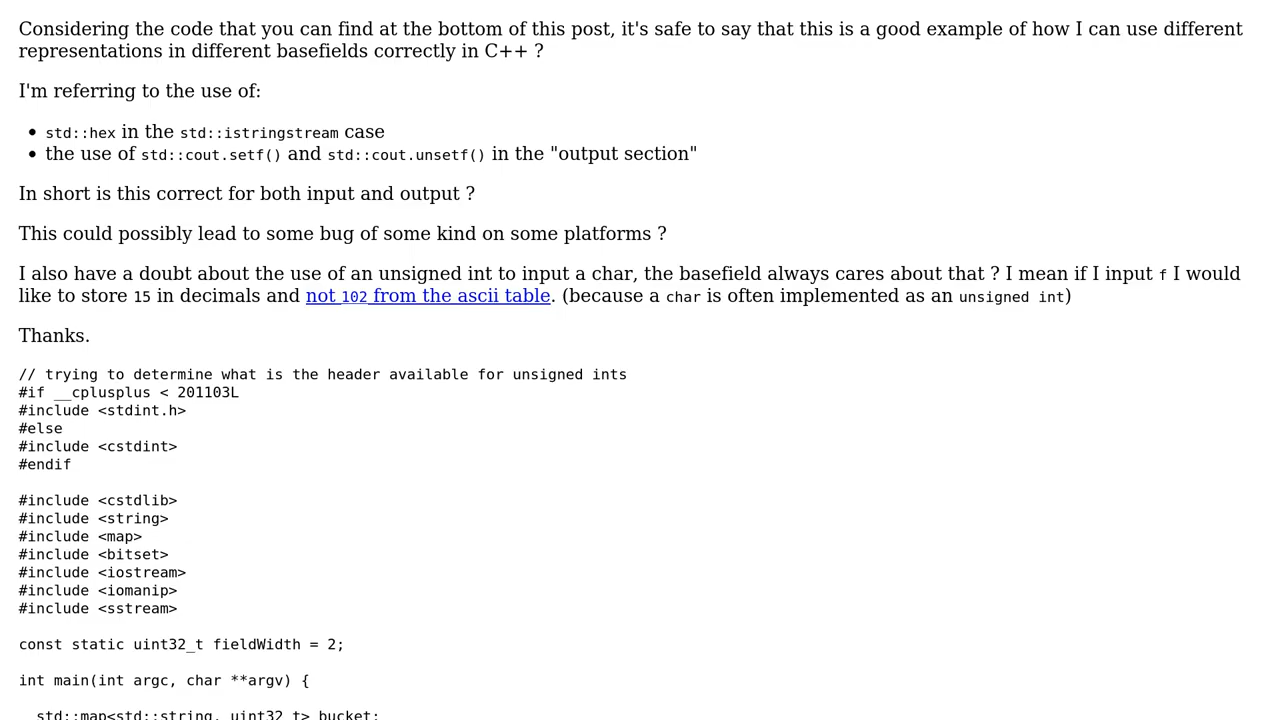 Considering the code that you can find at the bottom of this post, it's safe to say that this is a good example of how I can use different
representations in different basefields correctly in C++ ?
I'm referring to the use of:
• std::hex in the std::istringstream case
• the use of std::cout.setf() and std::cout.unsetf() in the "output section"
In short is this correct for both input and output ?
This could possibly lead to some bug of some kind on some platforms ?
I also have a doubt about the use of an unsigned int to input a char, the basefield always cares about that ? I mean if I input f I would
like to store 15 in decimals and not 102 from the ascii table. (because a char is often implemented as an unsigned int)
Thanks.
// trying to determine what is the header available for unsigned ints
#if __cplusplus < 201103L
#include <stdint.h>
#else
#include <cstdint>
#endif
#include <cstdlib>
#include <string>
#include <map>
#include <bitset>
#include <iostream>
#include <iomanip>
#include <sstream>
const static uint32_t fieldWidth = 2;
int main(int argc, char **argv) {
std::map<std::string, uint32_t> bucket;